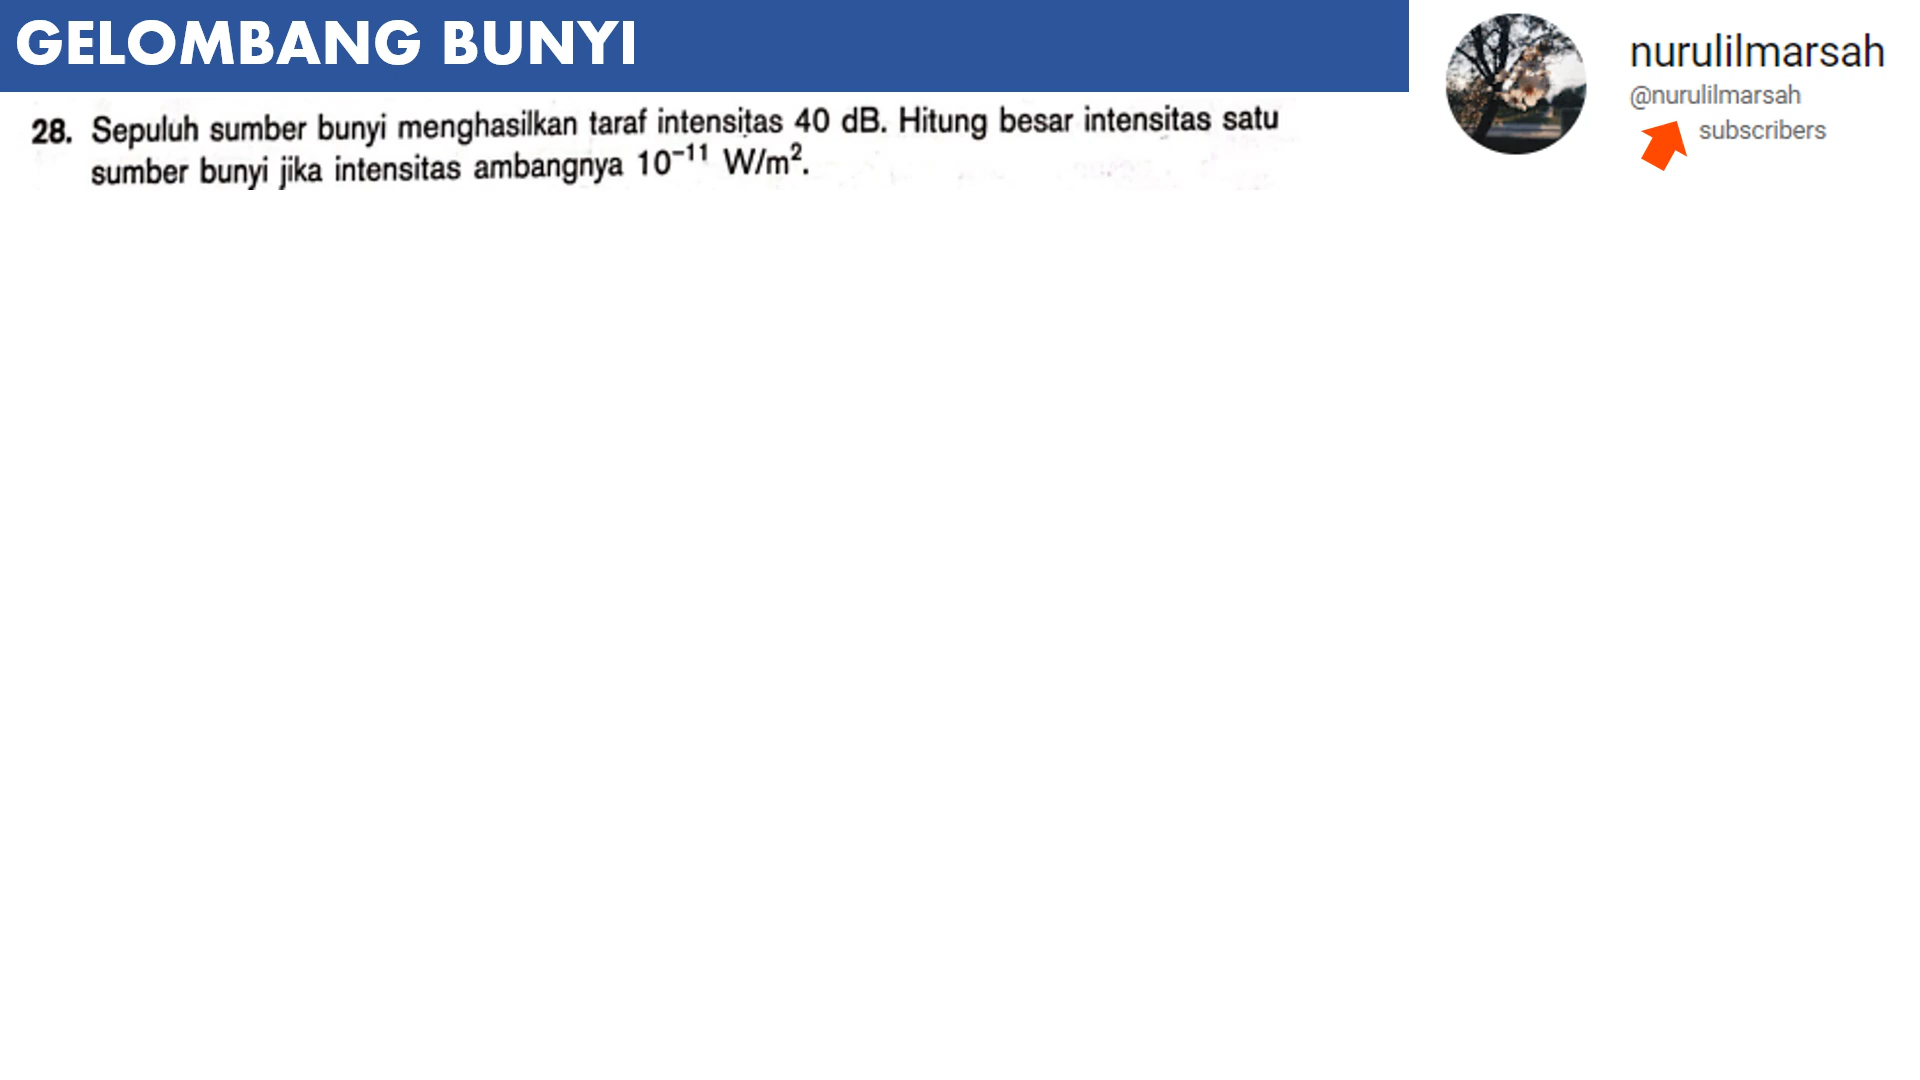 GELOMBANG BUNYI
nurulilmarsah
@nurulilmarsah
subscribers
28. Sepuluh sumber bunyi menghasilkan taraf intensitas 40 dB. Hitung besar intensitas satu
sumber bunyi jika intensitas ambangnya 10⁻¹¹ W/m².